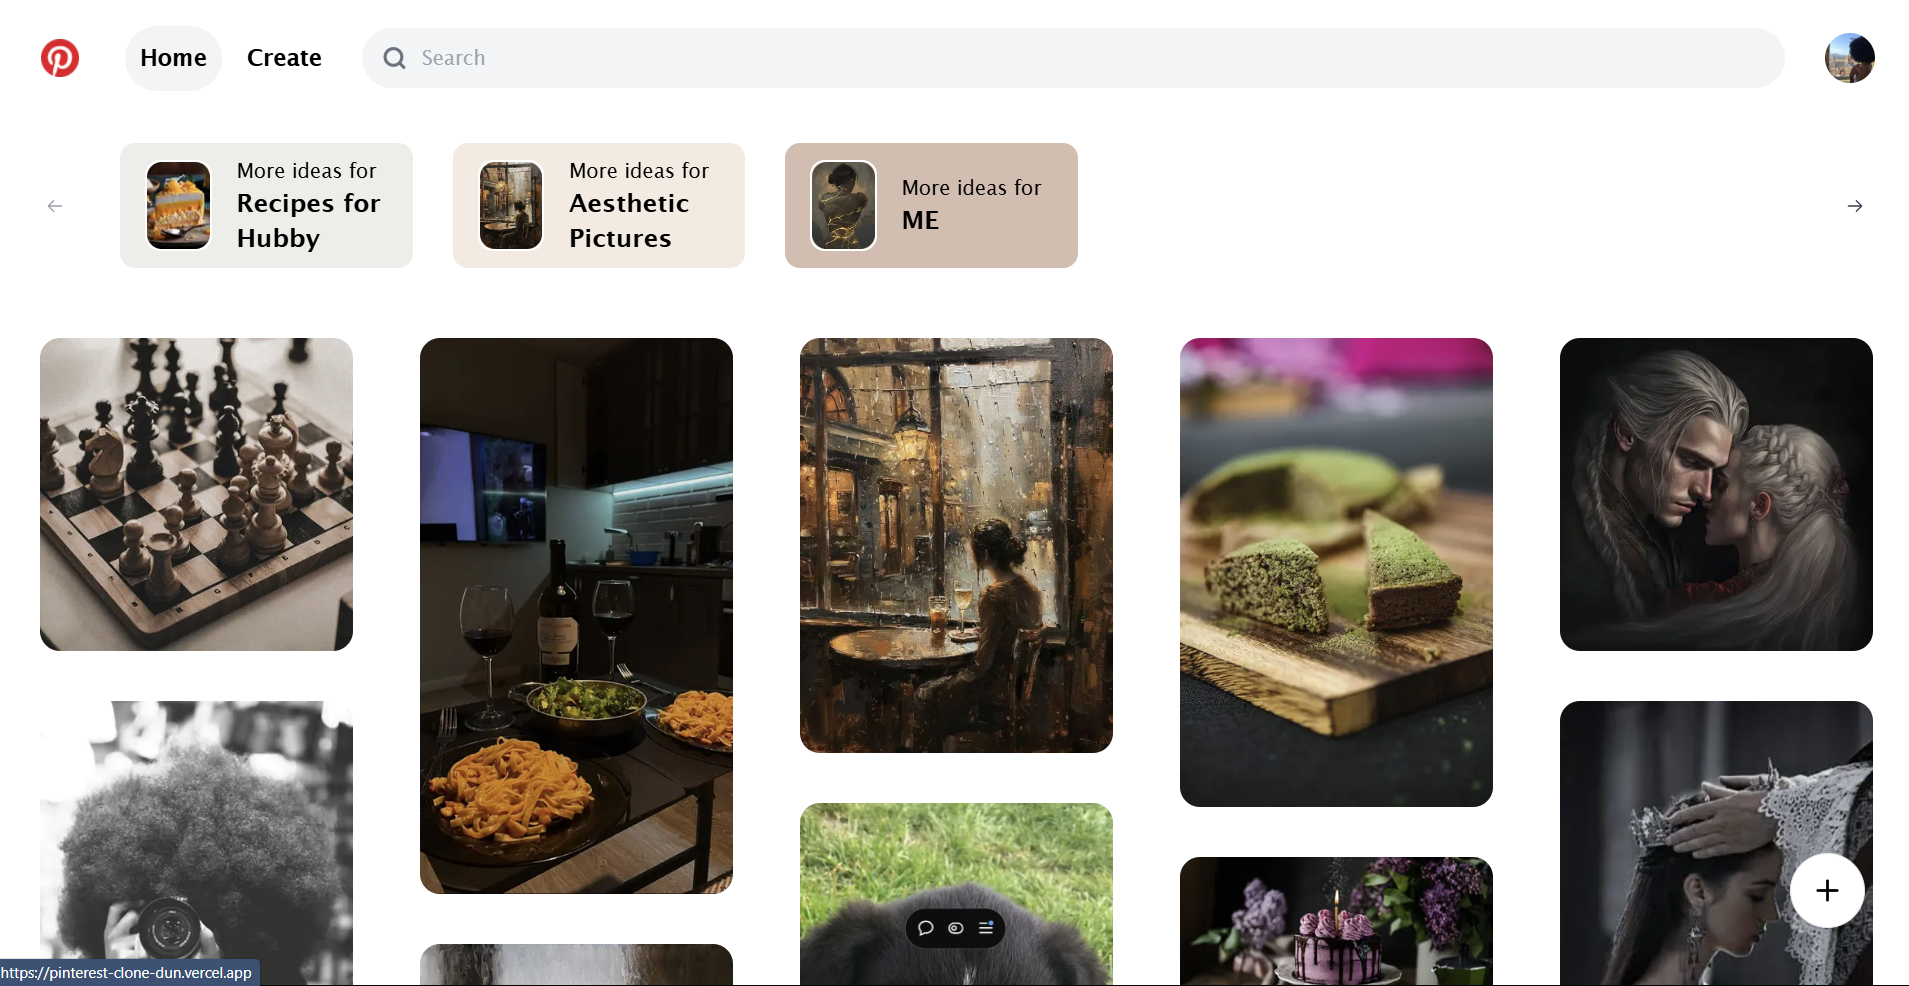 Home
Create
Search
More ideas for
Recipes for
Hubby
More ideas for
Aesthetic
Pictures
More ideas for
ME
https://pinterest-clone-dun.vercel.app